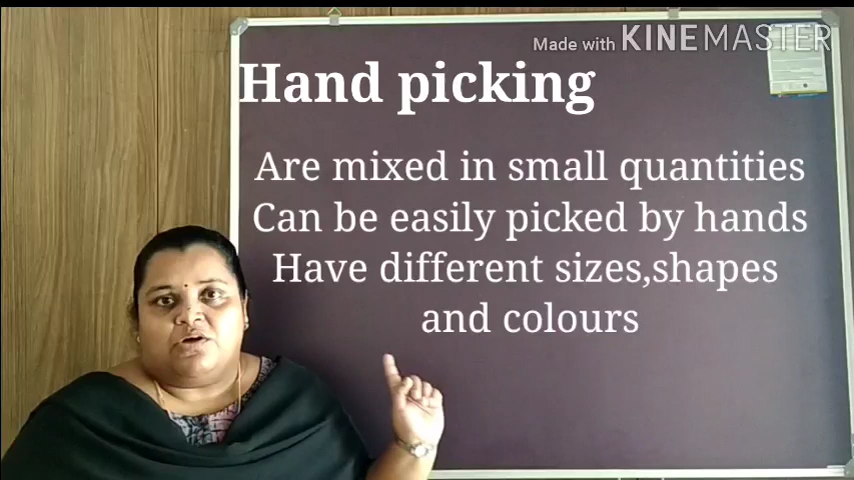 Made with KINEMASTER
Hand picking
Are mixed in small quantities
Can be easily picked by hands
Have different sizes,shapes
and colours